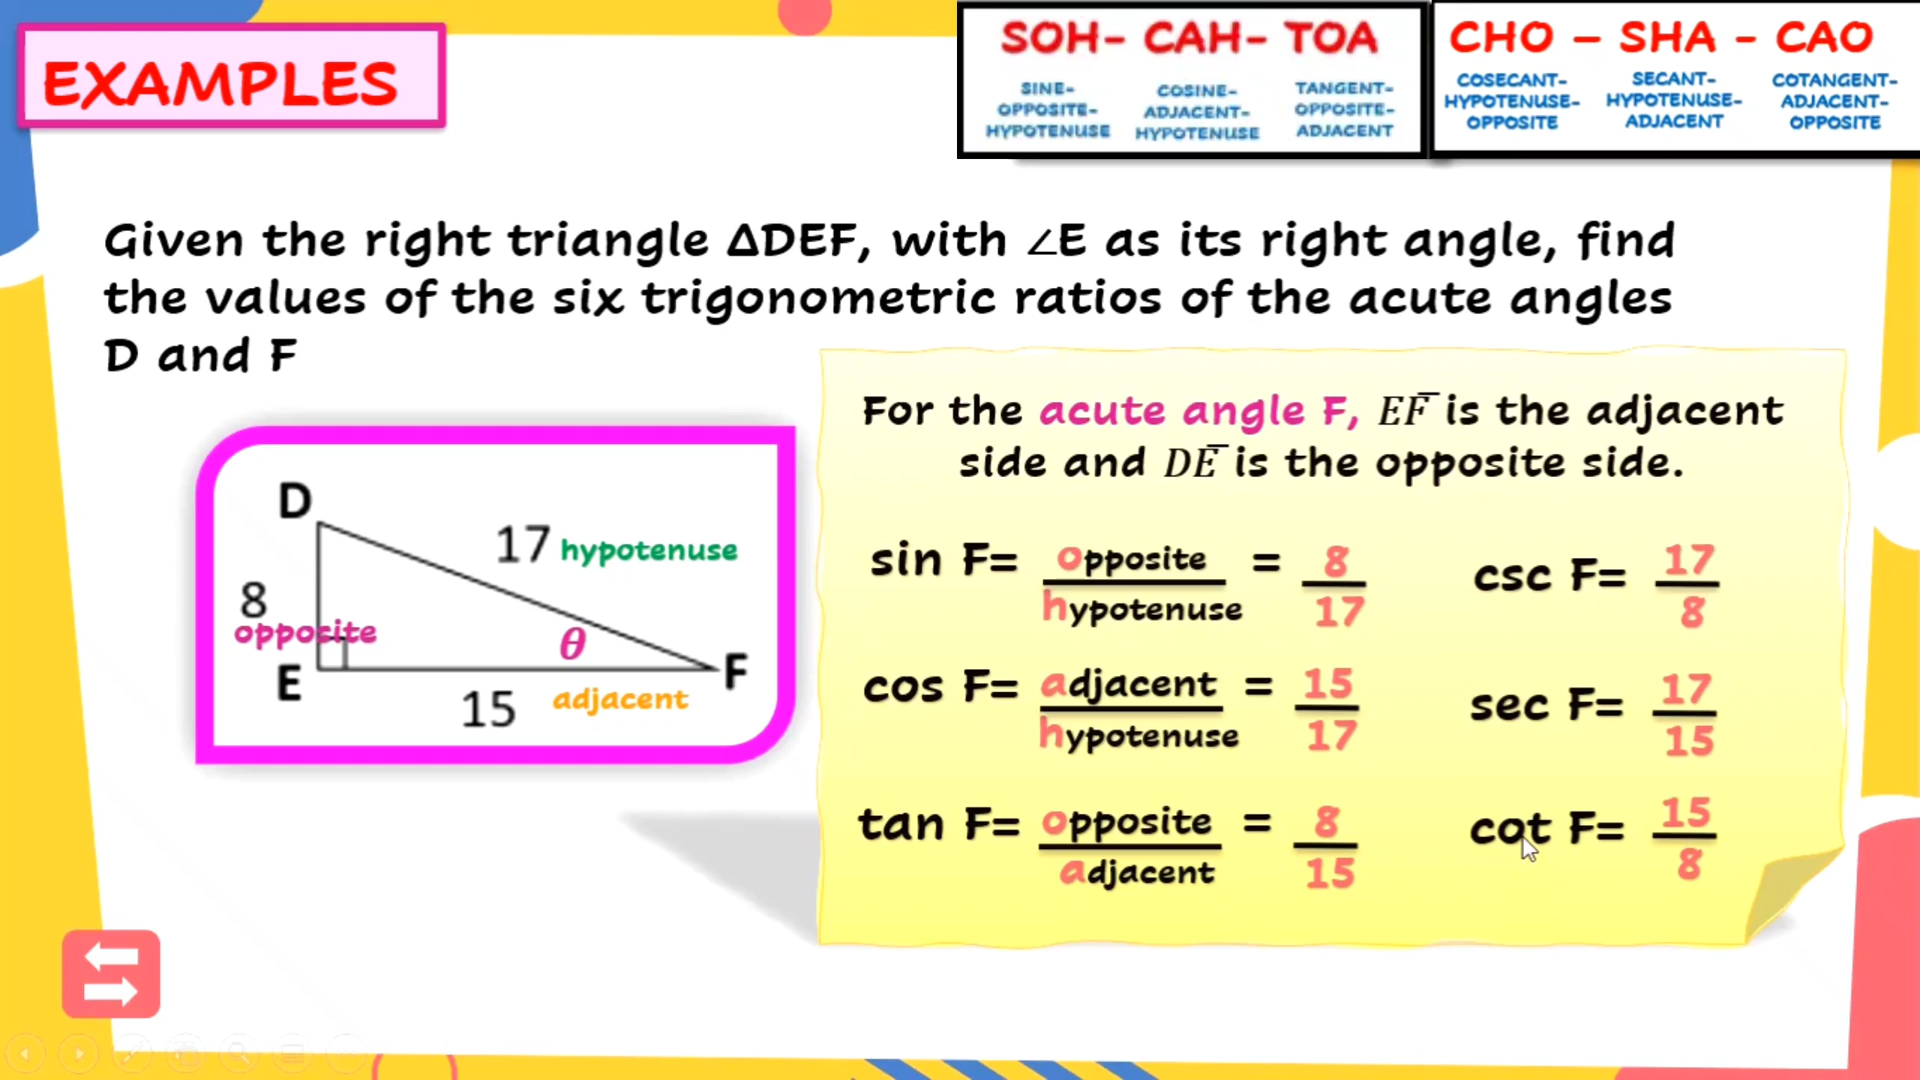 EXAMPLES
SOH- CAH- TOA
SINE-
OPPOSITE-
HYPOTENUSE
COSINE-
ADJACENT-
HYPOTENUSE
TANGENT-
OPPOSITE-
ADJACENT
CHO – SHA - CAO
COSECANT-
HYPOTENUSE-
OPPOSITE
SECANT-
HYPOTENUSE-
ADJACENT
COTANGENT-
ADJACENT-
OPPOSITE
Given the right triangle ΔDEF, with ∠E as its right angle, find
the values of the six trigonometric ratios of the acute angles
D and F
D
17 hypotenuse
8
opposite
θ
E
F
15 adjacent
For the acute angle F, EF̅ is the adjacent
side and DE̅ is the opposite side.
sin F= opposite/hypotenuse = 8/17
csc F= 17/8
cos F= adjacent/hypotenuse = 15/17
sec F= 17/15
tan F= opposite/adjacent = 8/15
cot F= 15/8